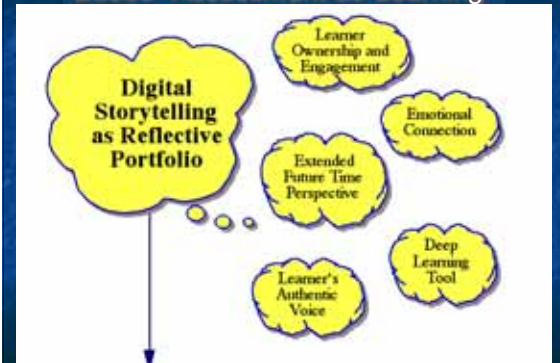 Digital
Storytelling
as Reflective
Portfolio
Learner
Ownership and
Engagement
Emotional
Connection
Extended
Future Time
Perspective
Deep
Learning
Tool
Learner's
Authentic
Voice